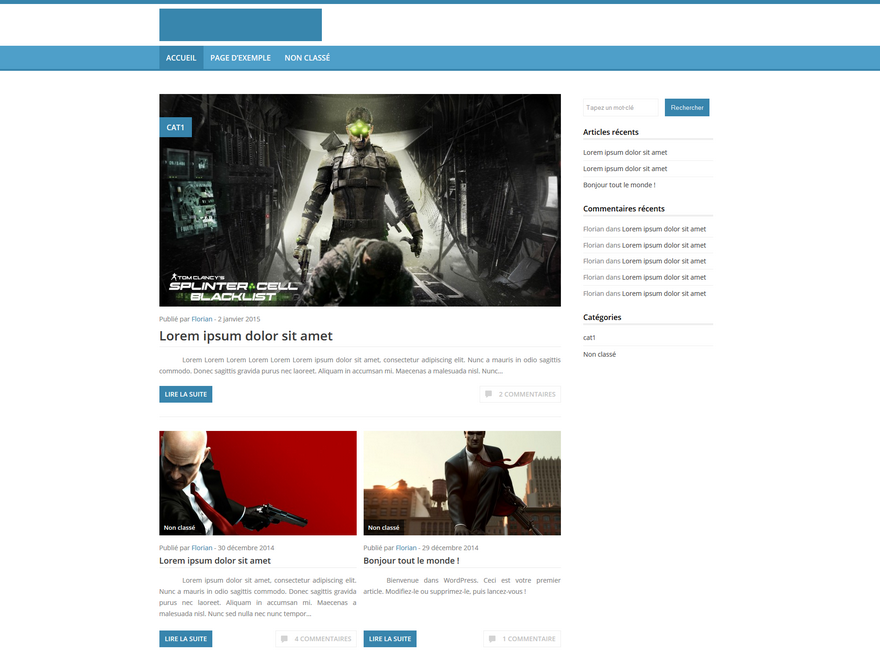 ACCUEIL PAGE D'EXEMPLE NON CLASSÉ
CAT1
TOM CLANCY'S
SPLINTER CELL
BLACKLIST
Publié par Florian - 2 janvier 2015
Lorem ipsum dolor sit amet
Lorem Lorem Lorem Lorem Lorem Lorem ipsum dolor sit amet, consectetur adipiscing elit. Nunc a mauris in odio sagittis
commodo. Donec sagittis gravida purus nec laoreet. Aliquam in accumsan mi. Maecenas a malesuada nisl. Nunc...
LIRE LA SUITE
2 COMMENTAIRES
Non classé
Publié par Florian - 30 décembre 2014
Lorem ipsum dolor sit amet
Lorem ipsum dolor sit amet, consectetur adipiscing elit.
Nunc a mauris in odio sagittis commodo. Donec sagittis gravida
purus nec laoreet. Aliquam in accumsan mi. Maecenas a
malesuada nisl. Nunc sed nulla nec nunc tempor...
LIRE LA SUITE
4 COMMENTAIRES
Non classé
Publié par Florian - 29 décembre 2014
Bonjour tout le monde !
Bienvenue dans WordPress. Ceci est votre premier
article. Modifiez-le ou supprimez-le, puis lancez-vous !
LIRE LA SUITE
1 COMMENTAIRE
Tapez un mot-clé
Rechercher
Articles récents
Lorem ipsum dolor sit amet
Lorem ipsum dolor sit amet
Bonjour tout le monde !
Commentaires récents
Florian dans Lorem ipsum dolor sit amet
Florian dans Lorem ipsum dolor sit amet
Florian dans Lorem ipsum dolor sit amet
Florian dans Lorem ipsum dolor sit amet
Florian dans Lorem ipsum dolor sit amet
Catégories
cat1
Non classé